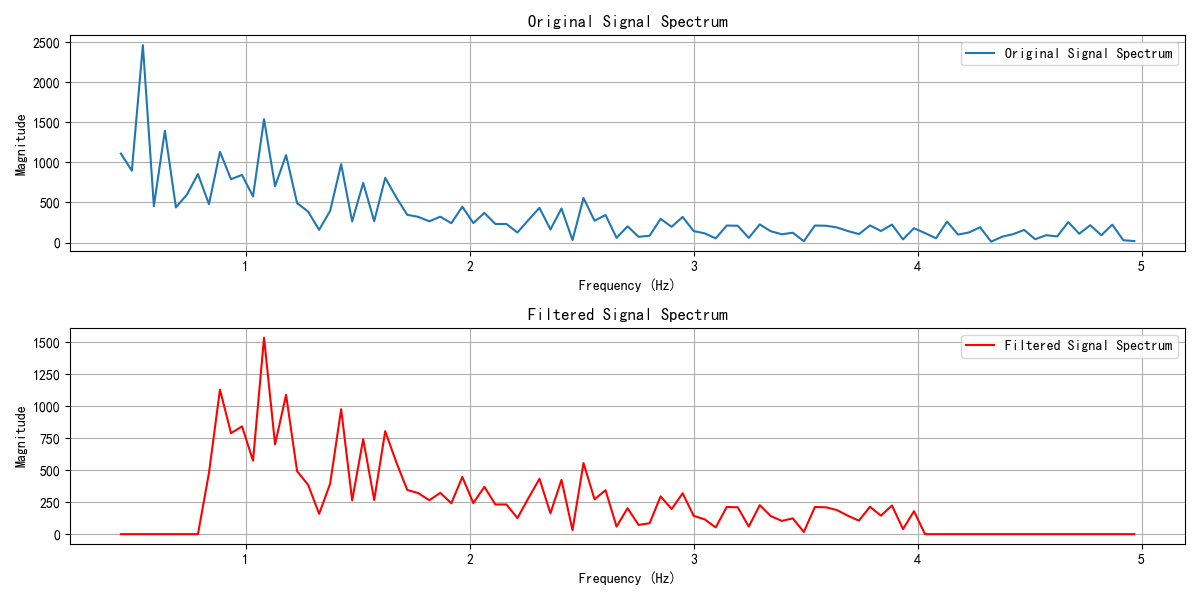 Original Signal Spectrum
2500
2000
1500
1000
500
0
Magnitude
Original Signal Spectrum
1 2 3 4 5
Frequency (Hz)
Filtered Signal Spectrum
1500
1250
1000
750
500
250
0
Magnitude
Filtered Signal Spectrum
1 2 3 4 5
Frequency (Hz)